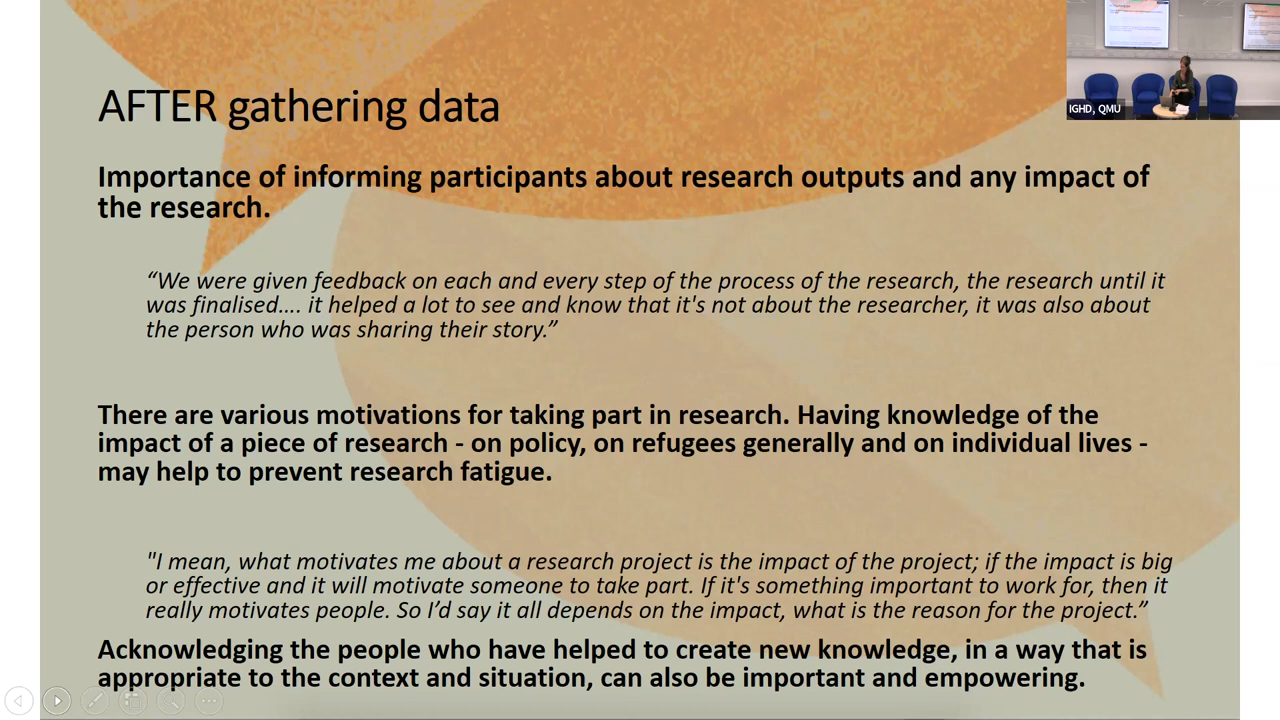 AFTER gathering data
IGHD, QMU
Importance of informing participants about research outputs and any impact of
the research.
“We were given feedback on each and every step of the process of the research, the research until it
was finalised…. it helped a lot to see and know that it's not about the researcher, it was also about
the person who was sharing their story.”
There are various motivations for taking part in research. Having knowledge of the
impact of a piece of research - on policy, on refugees generally and on individual lives -
may help to prevent research fatigue.
"I mean, what motivates me about a research project is the impact of the project; if the impact is big
or effective and it will motivate someone to take part. If it's something important to work for, then it
really motivates people. So I’d say it all depends on the impact, what is the reason for the project.”
Acknowledging the people who have helped to create new knowledge, in a way that is
appropriate to the context and situation, can also be important and empowering.